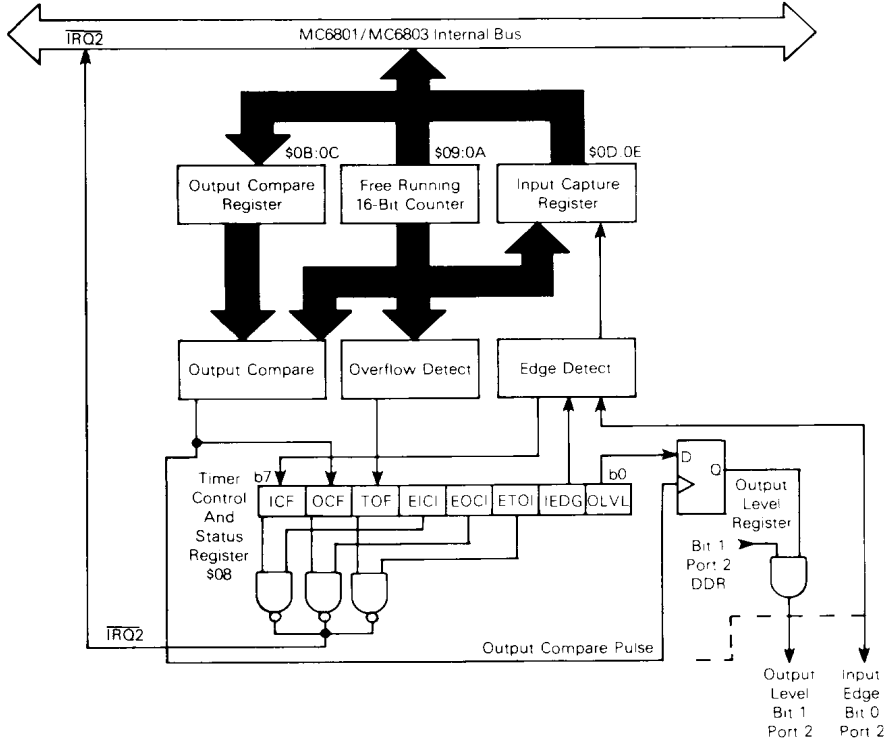 MC6801/MC6803 Internal Bus
IRQ2
$0B:0C
$09:0A
$0D:0E
Output Compare
Register
Free Running
16-Bit Counter
Input Capture
Register
Output Compare
Overflow Detect
Edge Detect
Timer
Control
And
Status
Register
$08
b7
b0
ICF
OCF
TOF
EICI
EOCI
ETOI
IEDG
OLVL
D
Q
Output
Level
Register
Bit 1
Port 2
DDR
IRQ2
Output Compare Pulse
Output
Level
Bit 1
Port 2
Input
Edge
Bit 0
Port 2